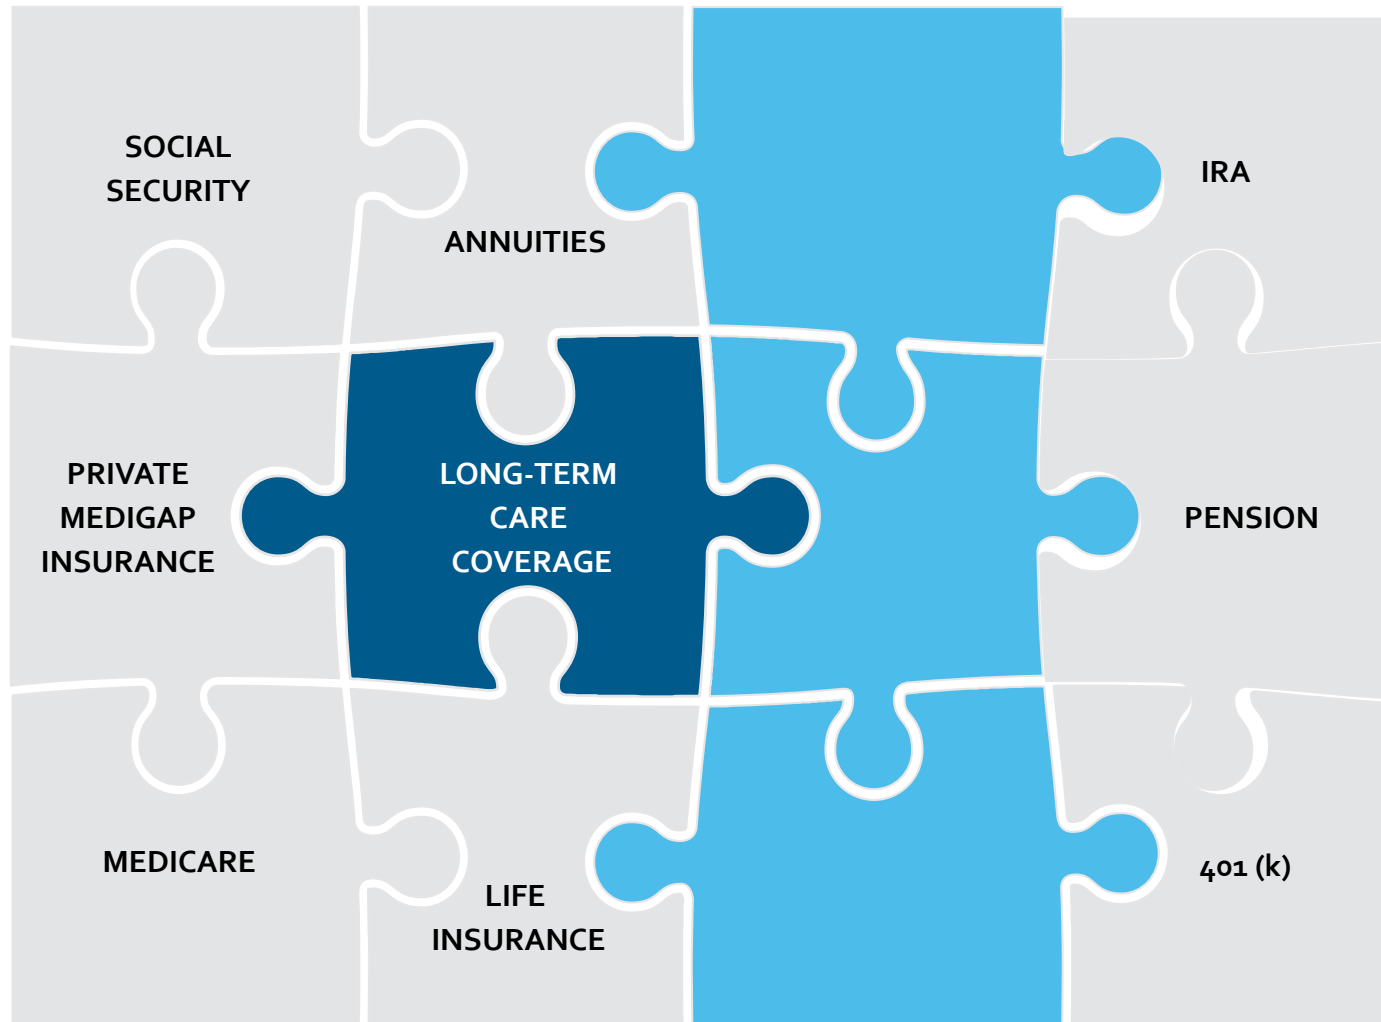 SOCIAL
SECURITY
ANNUITIES
IRA
PRIVATE
MEDIGAP
INSURANCE
LONG-TERM
CARE
COVERAGE
PENSION
MEDICARE
LIFE
INSURANCE
401 (k)